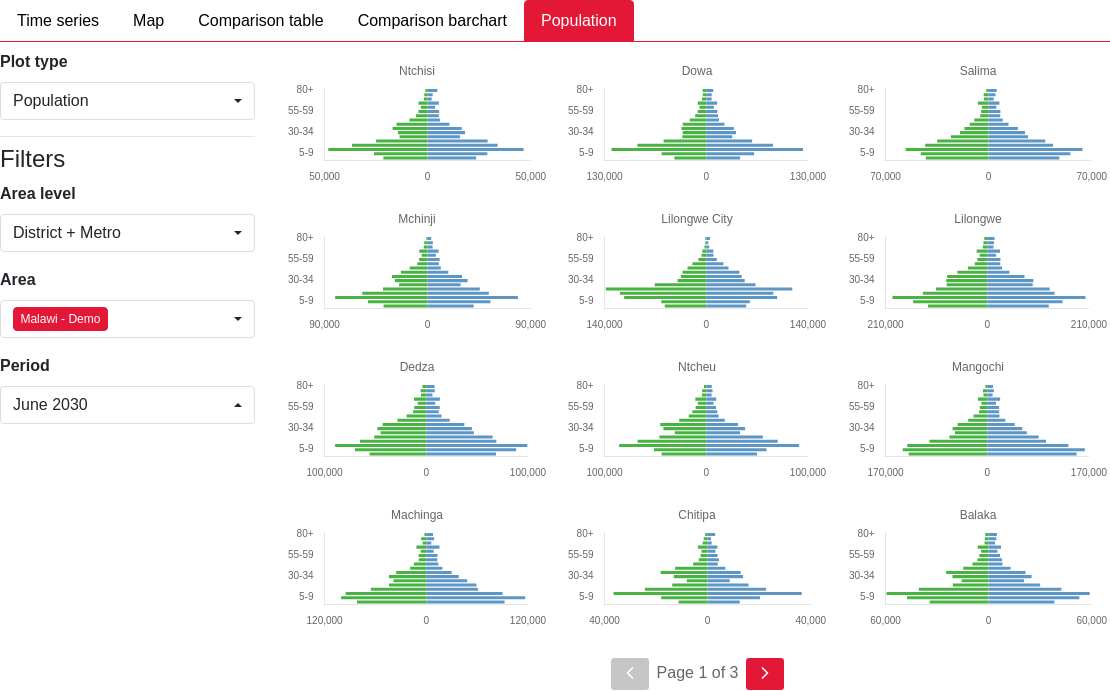 Time series Map Comparison table Comparison barchart Population
Plot type
Population
Filters
Area level
District + Metro
Area
Malawi - Demo
Period
June 2030
Ntchisi Dowa Salima
80+ 80+ 80+
55-59 55-59 55-59
30-34 30-34 30-34
5-9 5-9 5-9
50,000 0 50,000 130,000 0 130,000 70,000 0 70,000
Mchinji Lilongwe City Lilongwe
80+ 80+ 80+
55-59 55-59 55-59
30-34 30-34 30-34
5-9 5-9 5-9
90,000 0 90,000 140,000 0 140,000 210,000 0 210,000
Dedza Ntcheu Mangochi
80+ 80+ 80+
55-59 55-59 55-59
30-34 30-34 30-34
5-9 5-9 5-9
100,000 0 100,000 100,000 0 100,000 170,000 0 170,000
Machinga Chitipa Balaka
80+ 80+ 80+
55-59 55-59 55-59
30-34 30-34 30-34
5-9 5-9 5-9
120,000 0 120,000 40,000 0 40,000 60,000 0 60,000
Page 1 of 3